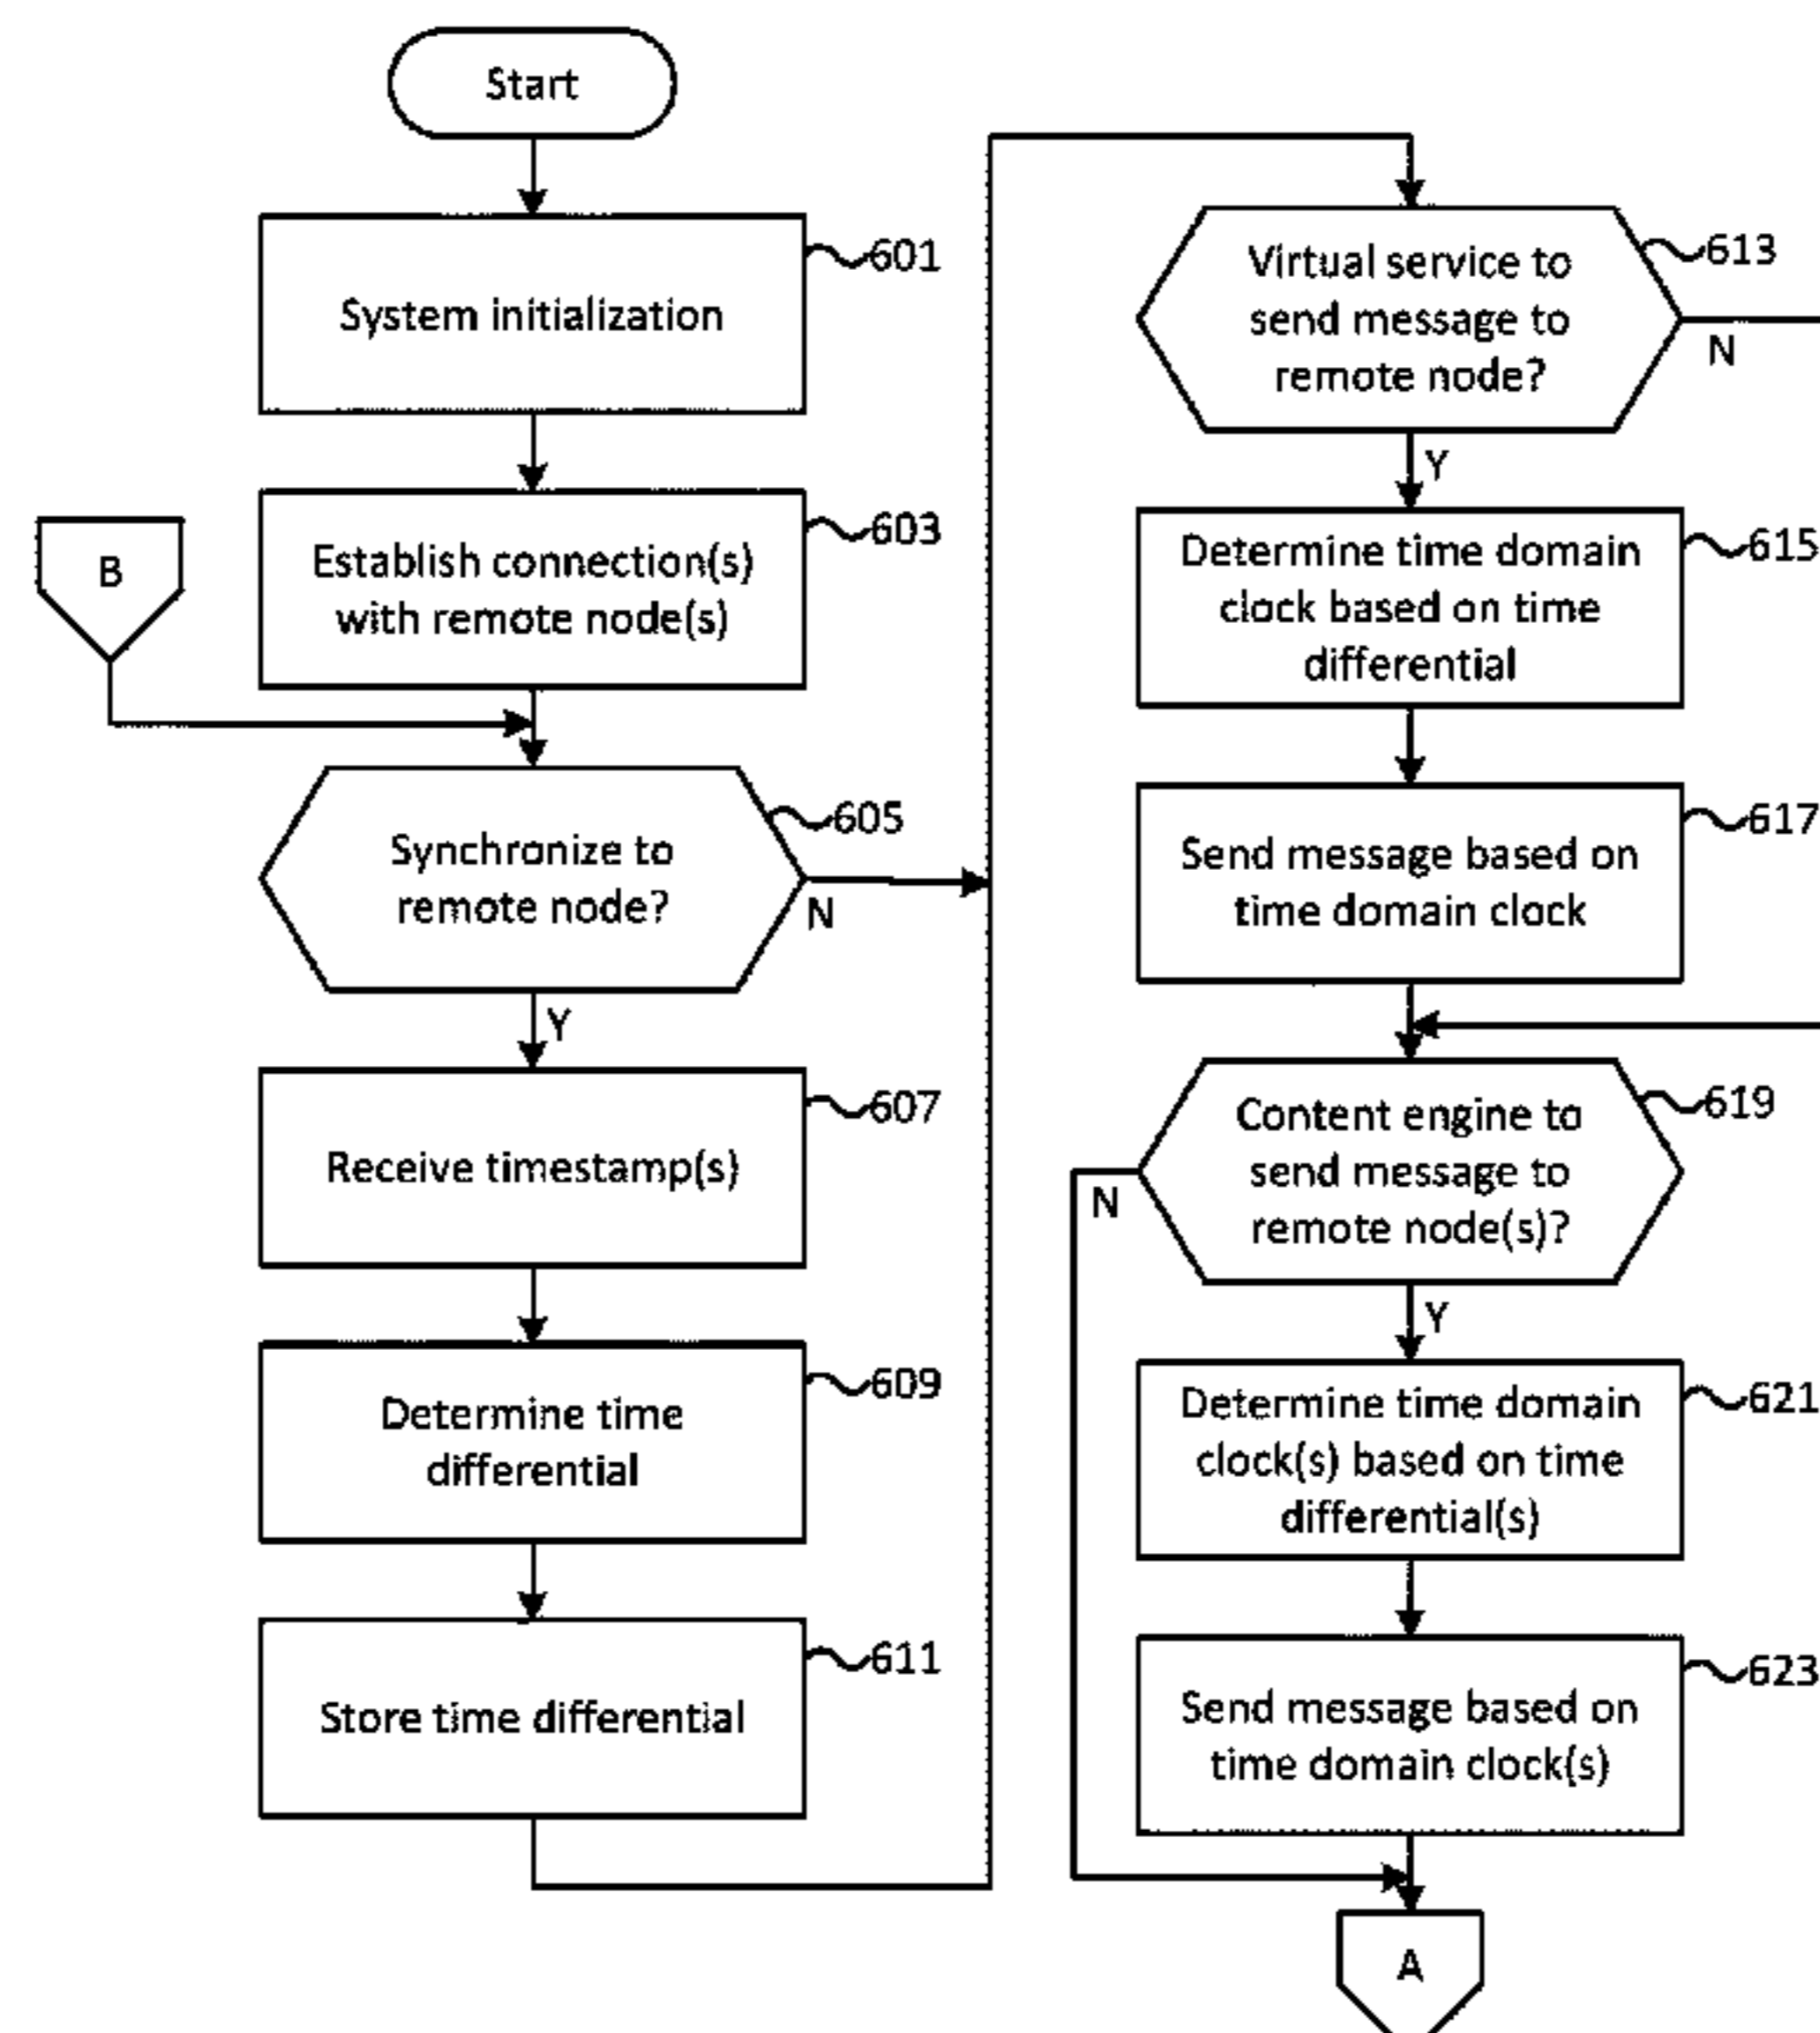 Start
System initialization
601
Establish connection(s)
with remote node(s)
603
B
Synchronize to
remote node?
605
N
Y
Receive timestamp(s)
607
Determine time
differential
609
Store time differential
611
Virtual service to
send message to
remote node?
613
N
Y
Determine time domain
clock based on time
differential
615
Send message based on
time domain clock
617
Content engine to
send message to
remote node(s)?
619
N
Y
Determine time domain
clock(s) based on time
differential(s)
621
Send message based on
time domain clock(s)
623
A